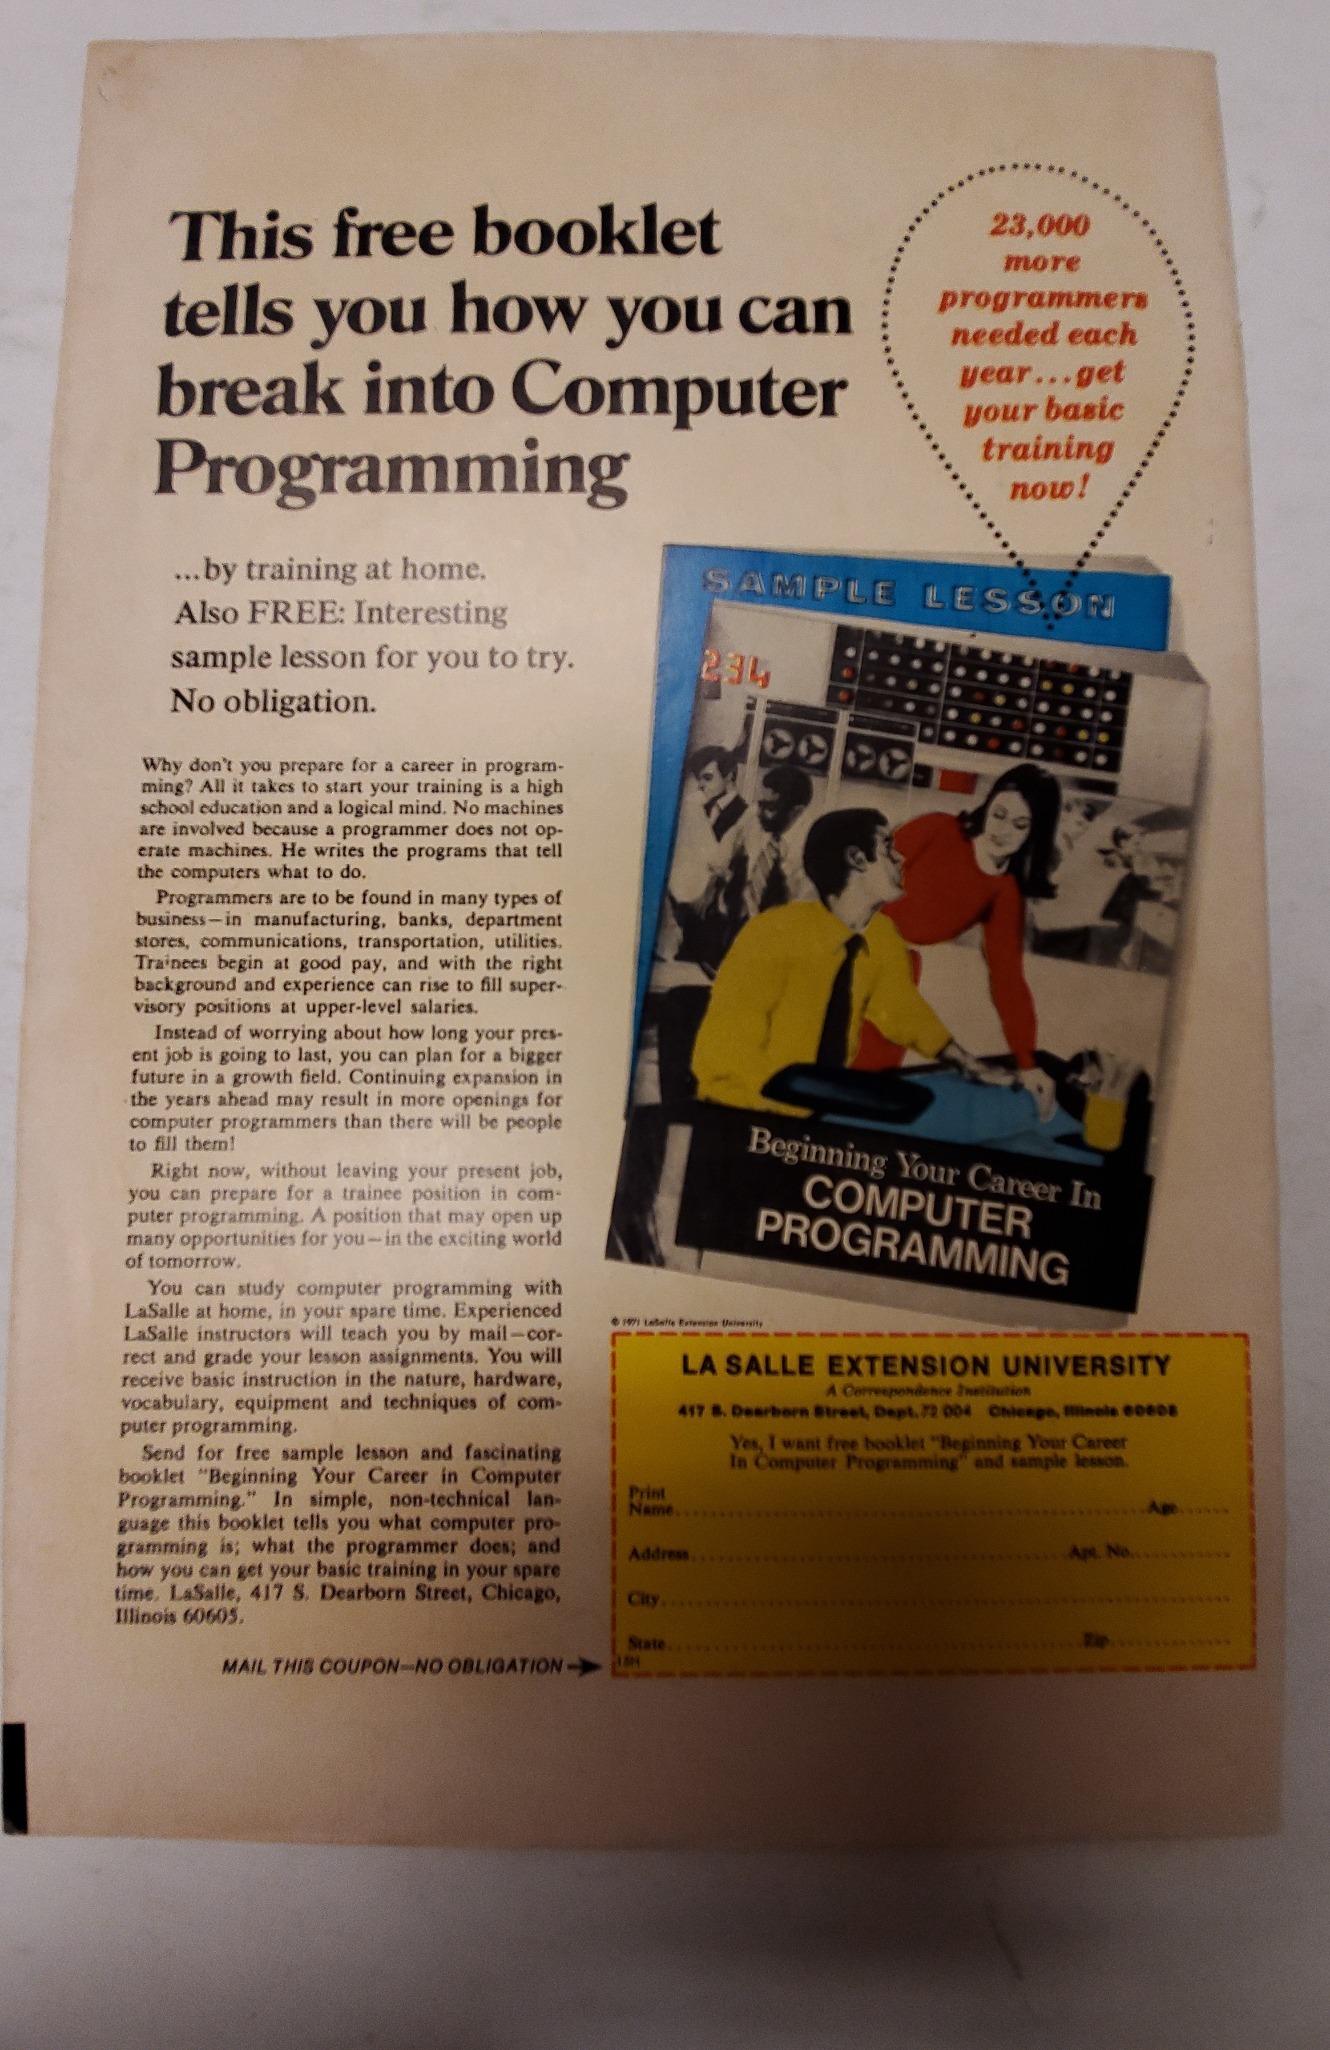 This free booklet
tells you how you can
break into Computer
Programming
23,000
more
programmers
needed each
year...get
your basic
training
now!
...by training at home.
Also FREE: Interesting
sample lesson for you to try.
No obligation.
Why don't you prepare for a career in program-
ming? All it takes to start your training is a high
school education and a logical mind. No machines
are involved because a programmer does not op-
erate machines. He writes the programs that tell
the computers what to do.
Programmers are to be found in many types of
business—in manufacturing, banks, department
stores, communications, transportation, utilities.
Trainees begin at good pay, and with the right
background and experience can rise to fill super-
visory positions at upper-level salaries.
Instead of worrying about how long your pres-
ent job is going to last, you can plan for a bigger
future in a growth field. Continuing expansion in
the years ahead may result in more openings for
computer programmers than there will be people
to fill them!
Right now, without leaving your present job,
you can prepare for a trainee position in com-
puter programming. A position that may open up
many opportunities for you—in the exciting world
of tomorrow.
You can study computer programming with
LaSalle at home, in your spare time. Experienced
LaSalle instructors will teach you by mail—cor-
rect and grade your lesson assignments. You will
receive basic instruction in the nature, hardware,
vocabulary, equipment and techniques of com-
puter programming.
Send for free sample lesson and fascinating
booklet "Beginning Your Career in Computer
Programming." In simple, non-technical lan-
guage this booklet tells you what computer pro-
gramming is; what the programmer does; and
how you can get your basic training in your spare
time. LaSalle, 417 S. Dearborn Street, Chicago,
Illinois 60605.
MAIL THIS COUPON—NO OBLIGATION
SAMPLE LESSON
234
Beginning Your Career In
COMPUTER
PROGRAMMING
© 1971 LaSalle Extension University
LA SALLE EXTENSION UNIVERSITY
A Correspondence Institution
417 S. Dearborn Street, Dept. 72-004 Chicago, Illinois 60605
Yes, I want free booklet "Beginning Your Career
In Computer Programming" and sample lesson.
Print
Name Age
Address Apt. No.
City
State Zip